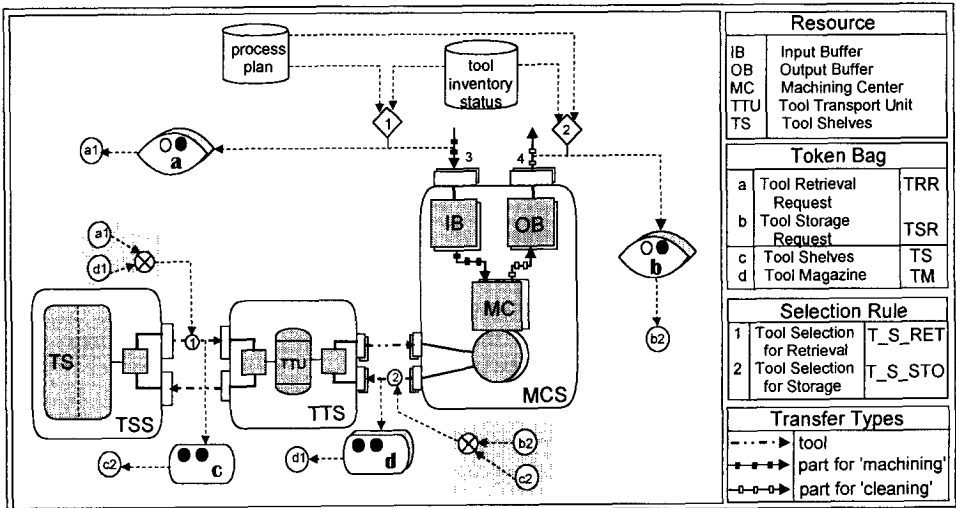 process
plan
tool
inventory
status
1
2
a1
a
3
4
IB
OB
MC
MCS
b
b2
a1
d1
TS
TSS
1
TTU
TTS
2
c2
c
d1
d
b2
c2
Resource
IB Input Buffer
OB Output Buffer
MC Machining Center
TTU Tool Transport Unit
TS Tool Shelves
Token Bag
a Tool Retrieval TRR
Request
b Tool Storage
Request TSR
c Tool Shelves TS
d Tool Magazine TM
Selection Rule
1 Tool Selection T_S_RET
for Retrieval
2 Tool Selection T_S_STO
for Storage
Transfer Types
tool
part for 'machining'
part for 'cleaning'